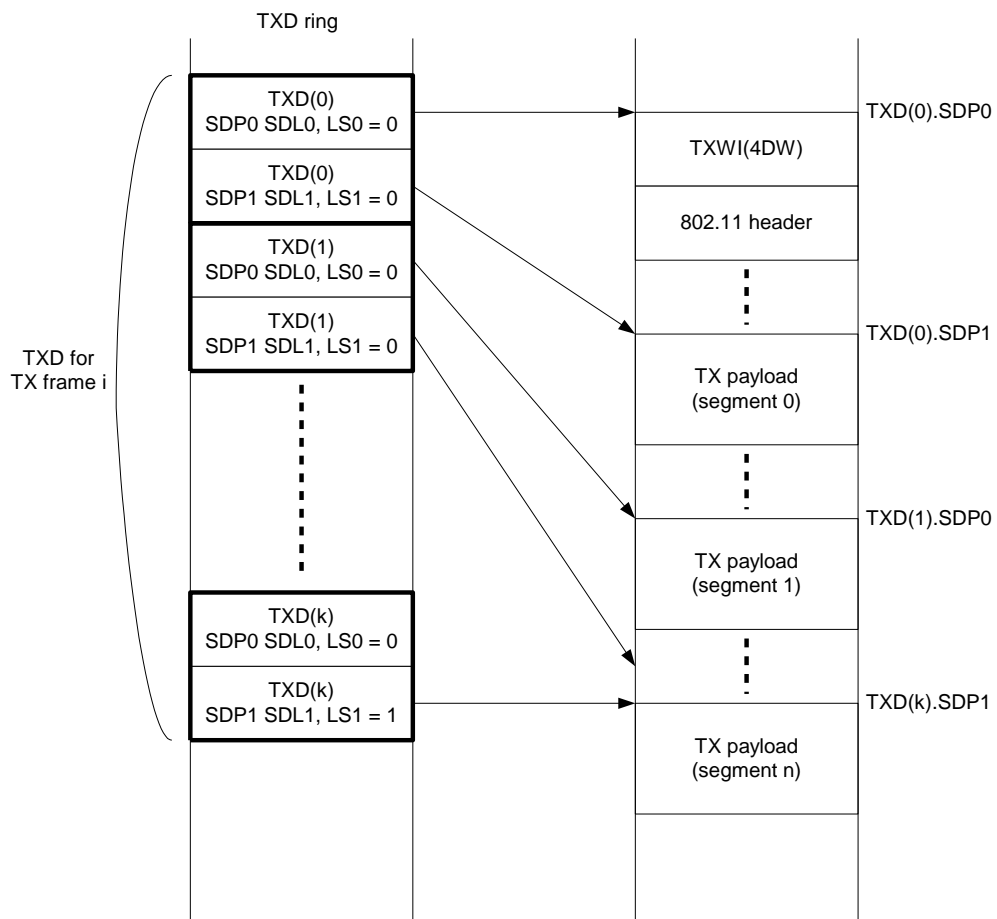 TXD ring
TXD(0)
SDP0 SDL0, LS0 = 0
TXD(0)
SDP1 SDL1, LS1 = 0
TXD(1)
SDP0 SDL0, LS0 = 0
TXD(1)
SDP1 SDL1, LS1 = 0
TXD for
TX frame i
TXD(k)
SDP0 SDL0, LS0 = 0
TXD(k)
SDP1 SDL1, LS1 = 1
TXWI(4DW)
802.11 header
TX payload
(segment 0)
TX payload
(segment 1)
TX payload
(segment n)
TXD(0).SDP0
TXD(0).SDP1
TXD(1).SDP0
TXD(k).SDP1